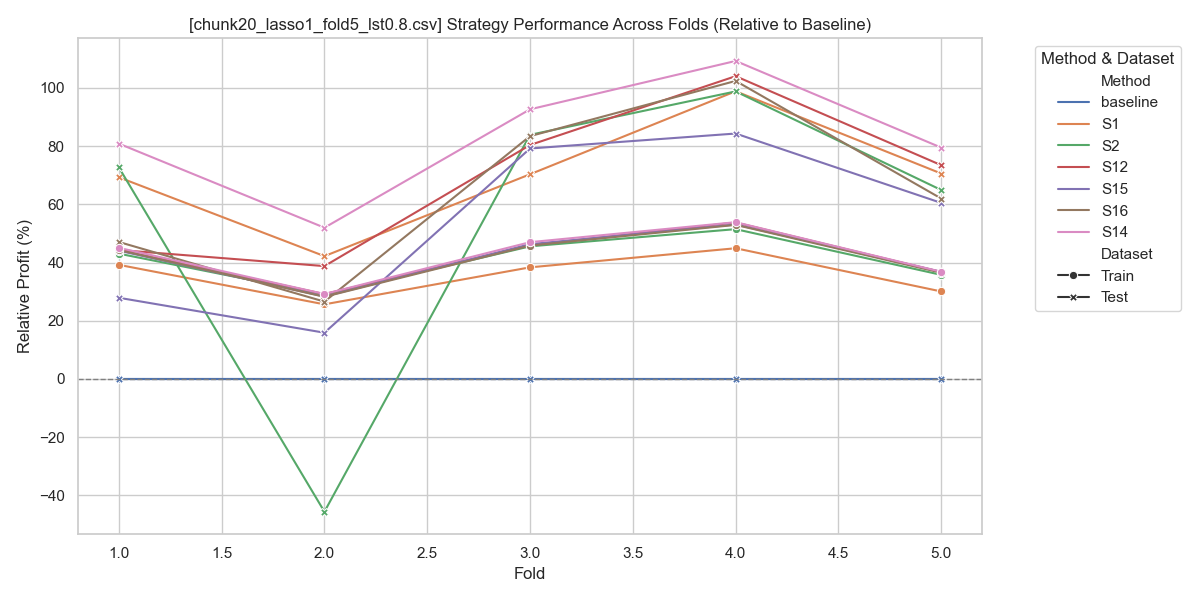 [chunk20_lasso1_fold5_lst0.8.csv] Strategy Performance Across Folds (Relative to Baseline)
Relative Profit (%)
100
80
60
40
20
0
−20
−40
1.0 1.5 2.0 2.5 3.0 3.5 4.0 4.5 5.0
Fold
Method & Dataset
Method
baseline
S1
S2
S12
S15
S16
S14
Dataset
Train
Test